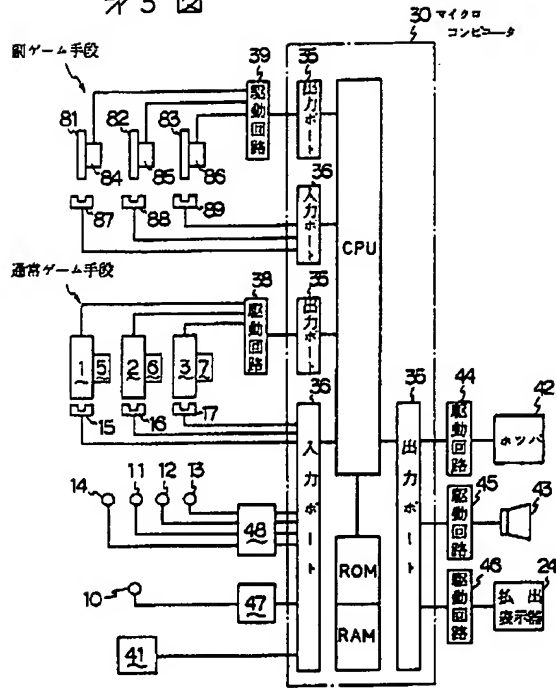 オ5図
30 マイクロコンピュータ
副ゲーム手段
39
駆動回路
35
出力ポート
81
82
83
84
85
86
36
入力ポート
87
88
89
CPU
通常ゲーム手段
38
駆動回路
35
出力ポート
1
5
2
6
3
7
15
16
17
36
入力ポート
35
出力ポート
44
駆動回路
42
ホッパ
14
11
12
13
48
45
駆動回路
43
10
47
ROM
RAM
46
駆動回路
24
払出表示器
41